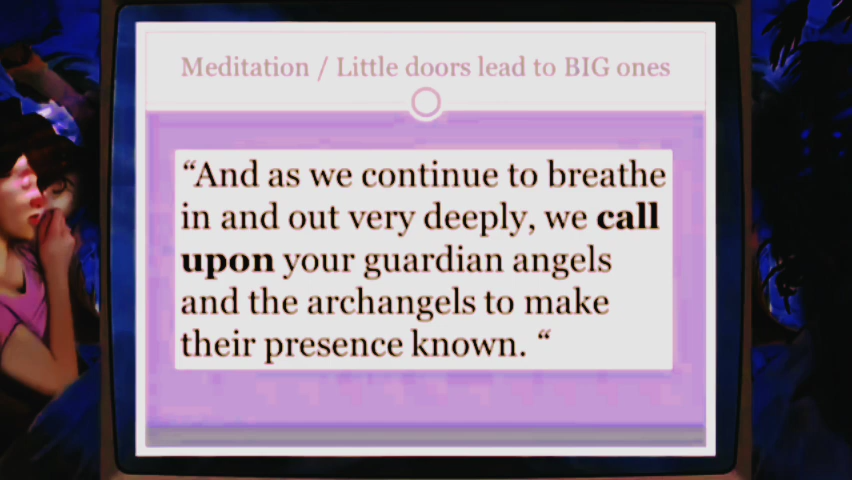 Meditation / Little doors lead to BIG ones
“And as we continue to breathe
in and out very deeply, we call
upon your guardian angels
and the archangels to make
their presence known. “